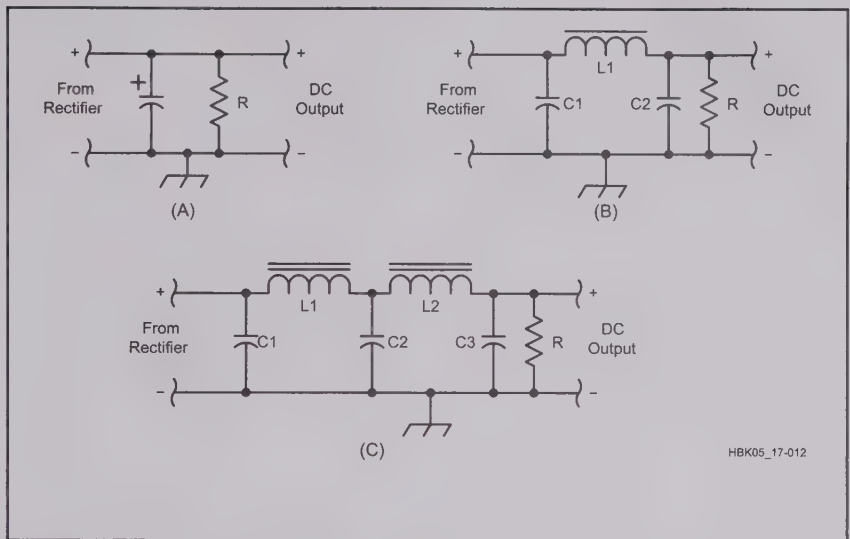 +
+
+
From
Rectifier
R
DC
Output
–
–
(A)
+
+
L1
From
Rectifier
C1
C2
R
DC
Output
–
–
(B)
+
+
L1
L2
From
Rectifier
C1
C2
C3
R
DC
Output
–
–
(C)
HBK05_17-012